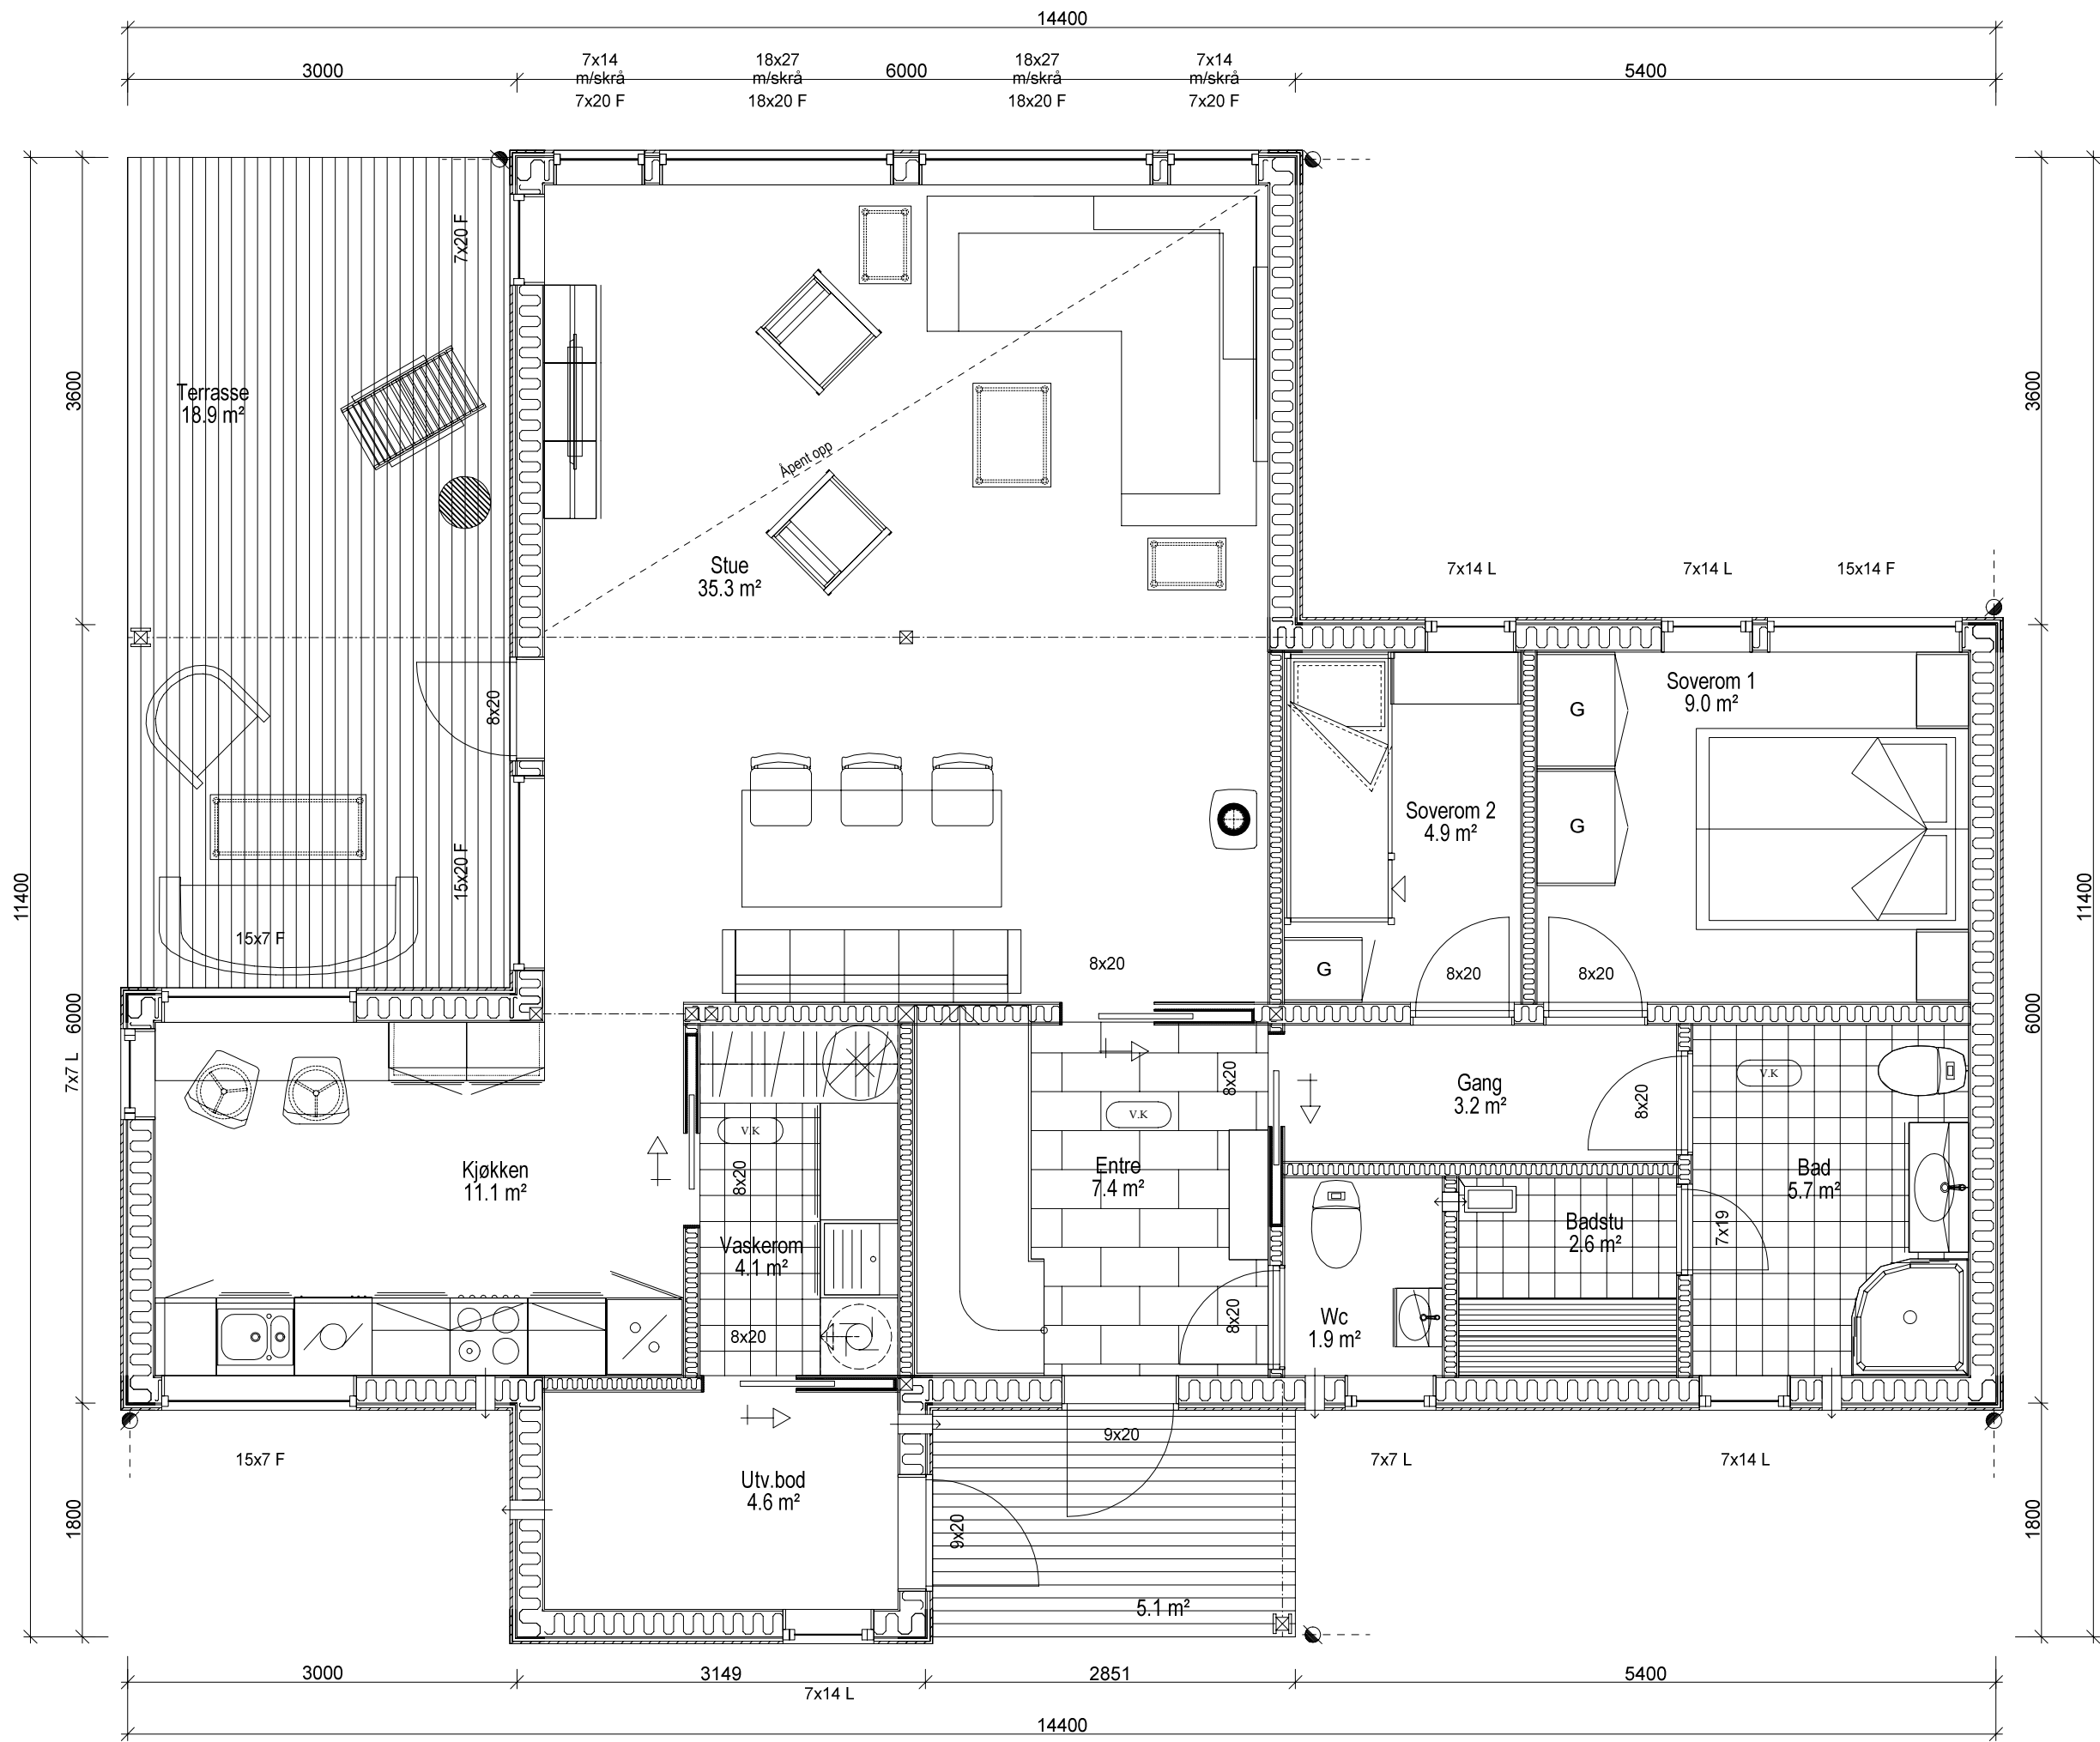 14400
3000
6000
5400
7x14
m/skrå
7x20 F
18x27
m/skrå
18x20 F
18x27
m/skrå
18x20 F
7x14
m/skrå
7x20 F
11400
3600
6000
1800
7x7 L
Terrasse
18.9 m²
7x20 F
8x20
15x20 F
15x7 F
Åpent opp
Stue
35.3 m²
8x20
7x14 L
7x14 L
15x14 F
Soverom 2
4.9 m²
G
8x20
Soverom 1
9.0 m²
G
G
8x20
3600
6000
1800
11400
Kjøkken
11.1 m²
V.K
8x20
Vaskerom
4.1 m²
8x20
8x20
V.K
Entre
7.4 m²
8x20
Gang
3.2 m²
8x20
V.K
Bad
5.7 m²
7x19
Badstu
2.6 m²
Wc
1.9 m²
15x7 F
Utv.bod
4.6 m²
9x20
9x20
5.1 m²
7x7 L
7x14 L
3000
3149
2851
5400
7x14 L
14400